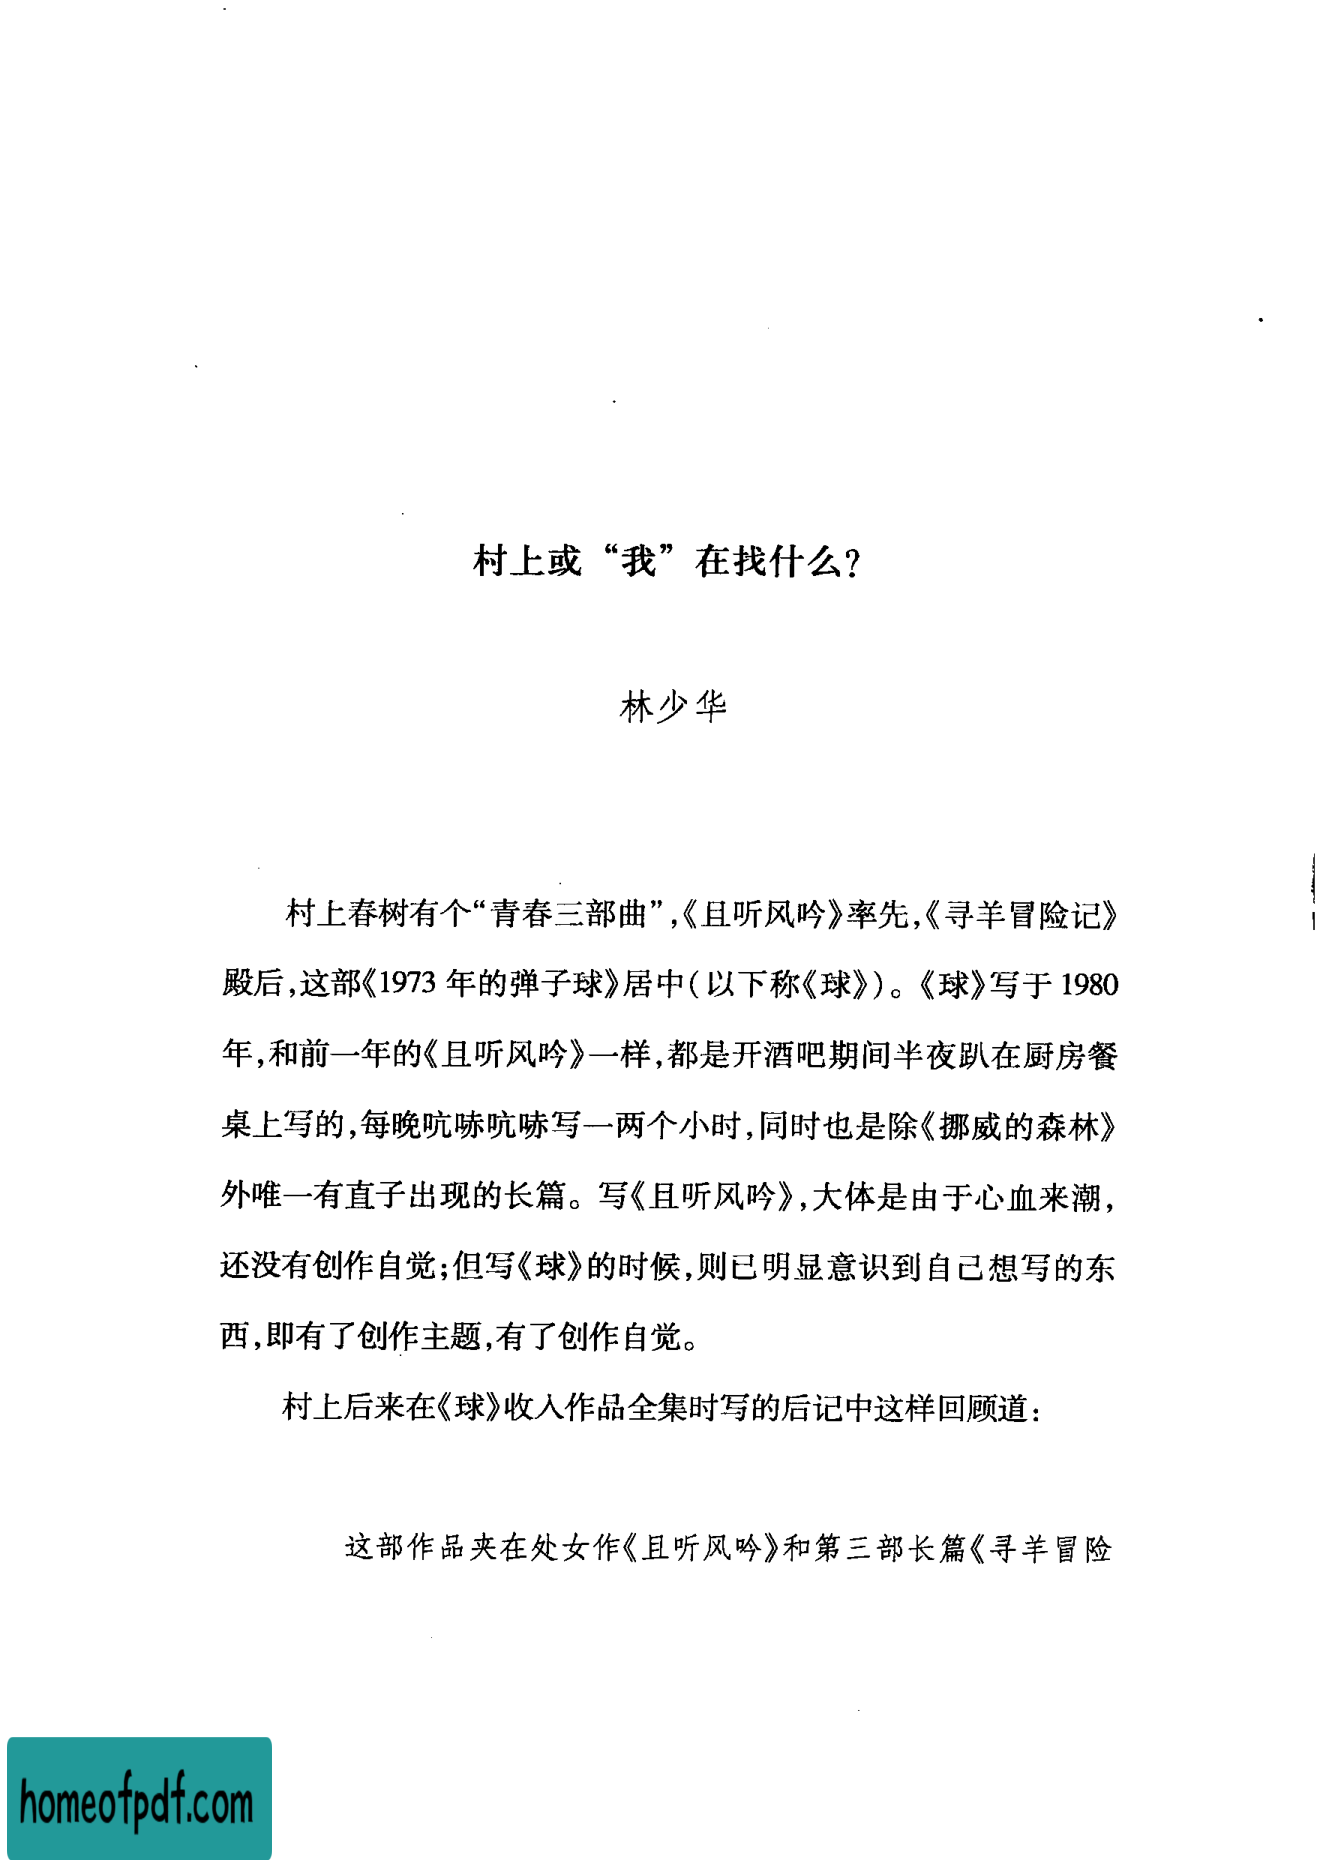 村上或“我”在找什么?
林少华
村上春树有个“青春三部曲”,《且听风吟》率先,《寻羊冒险记》
殿后,这部《1973 年的弹子球》居中(以下称《球》)。《球》写于 1980
年,和前一年的《且听风吟》一样,都是开酒吧期间半夜趴在厨房餐
桌上写的,每晚吭哧吭哧写一两个小时,同时也是除《挪威的森林》
外唯一有直子出现的长篇。写《且听风吟》,大体是由于心血来潮,
还没有创作自觉;但写《球》的时候,则已明显意识到自己想写的东
西,即有了创作主题,有了创作自觉。
村上后来在《球》收入作品全集时写的后记中这样回顾道:
这部作品夹在处女作《且听风吟》和第三部长篇《寻羊冒险
homeofpdf.com